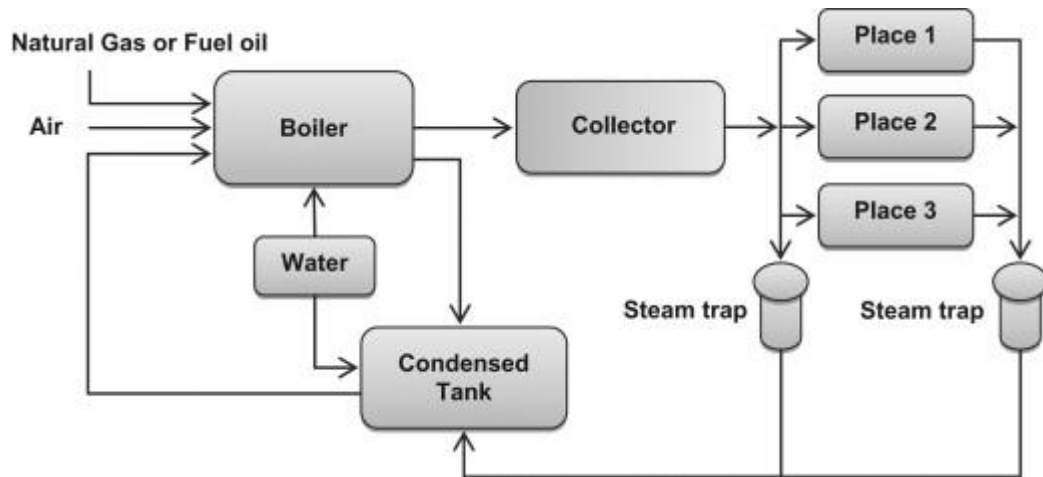 Natural Gas or Fuel oil
Air
Boiler
Collector
Place 1
Place 2
Place 3
Water
Steam trap
Steam trap
Condensed
Tank